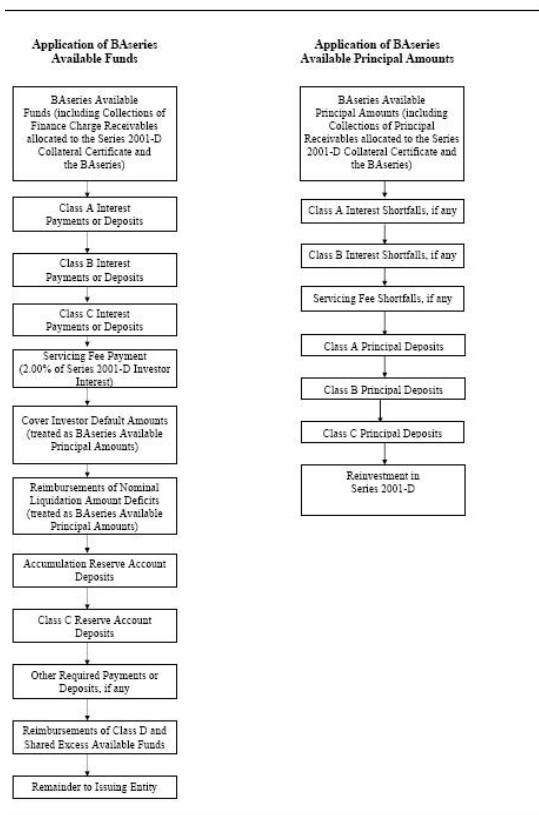 Application of BAseries
Available Funds
BAseries Available
Funds (including Collections of
Finance Charge Receivables
allocated to the Series 2001-D
Collateral Certificate and
the BAseries)
Class A Interest
Payments or Deposits
Class B Interest
Payments or Deposits
Class C Interest
Payments or Deposits
Servicing Fee Payment
(2.00% of Series 2001-D Investor
Interest)
Cover Investor Default Amounts
(treated as BAseries Available
Principal Amounts)
Reimbursements of Nominal
Liquidation Amount Deficits
(treated as BAseries Available
Principal Amounts)
Accumulation Reserve Account
Deposits
Class C Reserve Account
Deposits
Other Required Payments or
Deposits, if any
Reimbursements of Class D and
Shared Excess Available Funds
Remainder to Issuing Entity
Application of BAseries
Available Principal Amounts
BAseries Available
Principal Amounts (including
Collections of Principal
Receivables allocated to the Series
2001-D Collateral Certificate and
the BAseries)
Class A Interest Shortfalls, if any
Class B Interest Shortfalls, if any
Servicing Fee Shortfalls, if any
Class A Principal Deposits
Class B Principal Deposits
Class C Principal Deposits
Reinvestment in
Series 2001-D